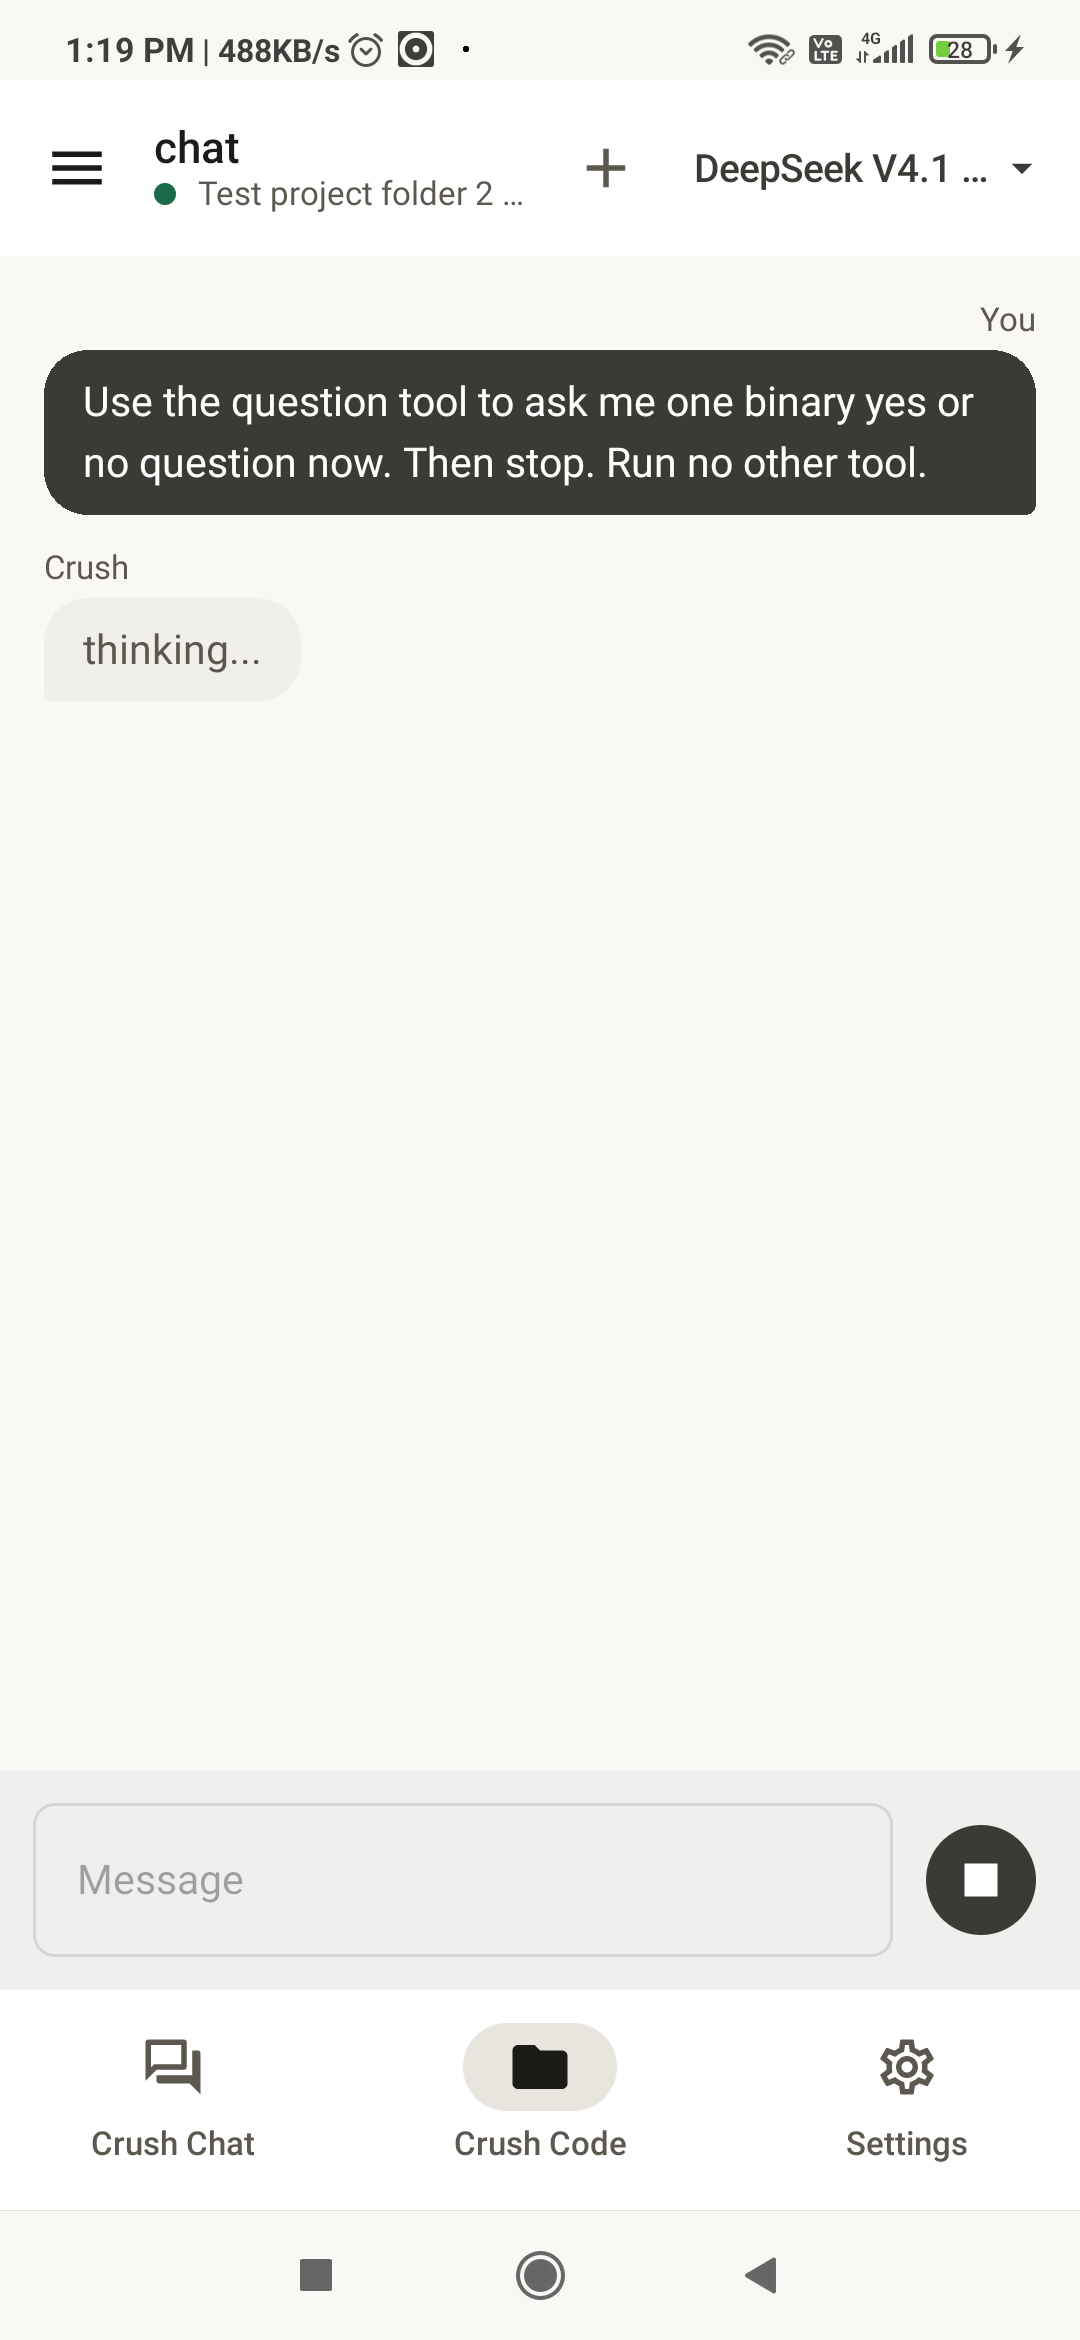 1:19 PM | 488KB/s
Vo LTE 4G 28
chat
Test project folder 2 ...
DeepSeek V4.1 ...
You
Use the question tool to ask me one binary yes or
no question now. Then stop. Run no other tool.
Crush
thinking...
Message
Crush Chat
Crush Code
Settings